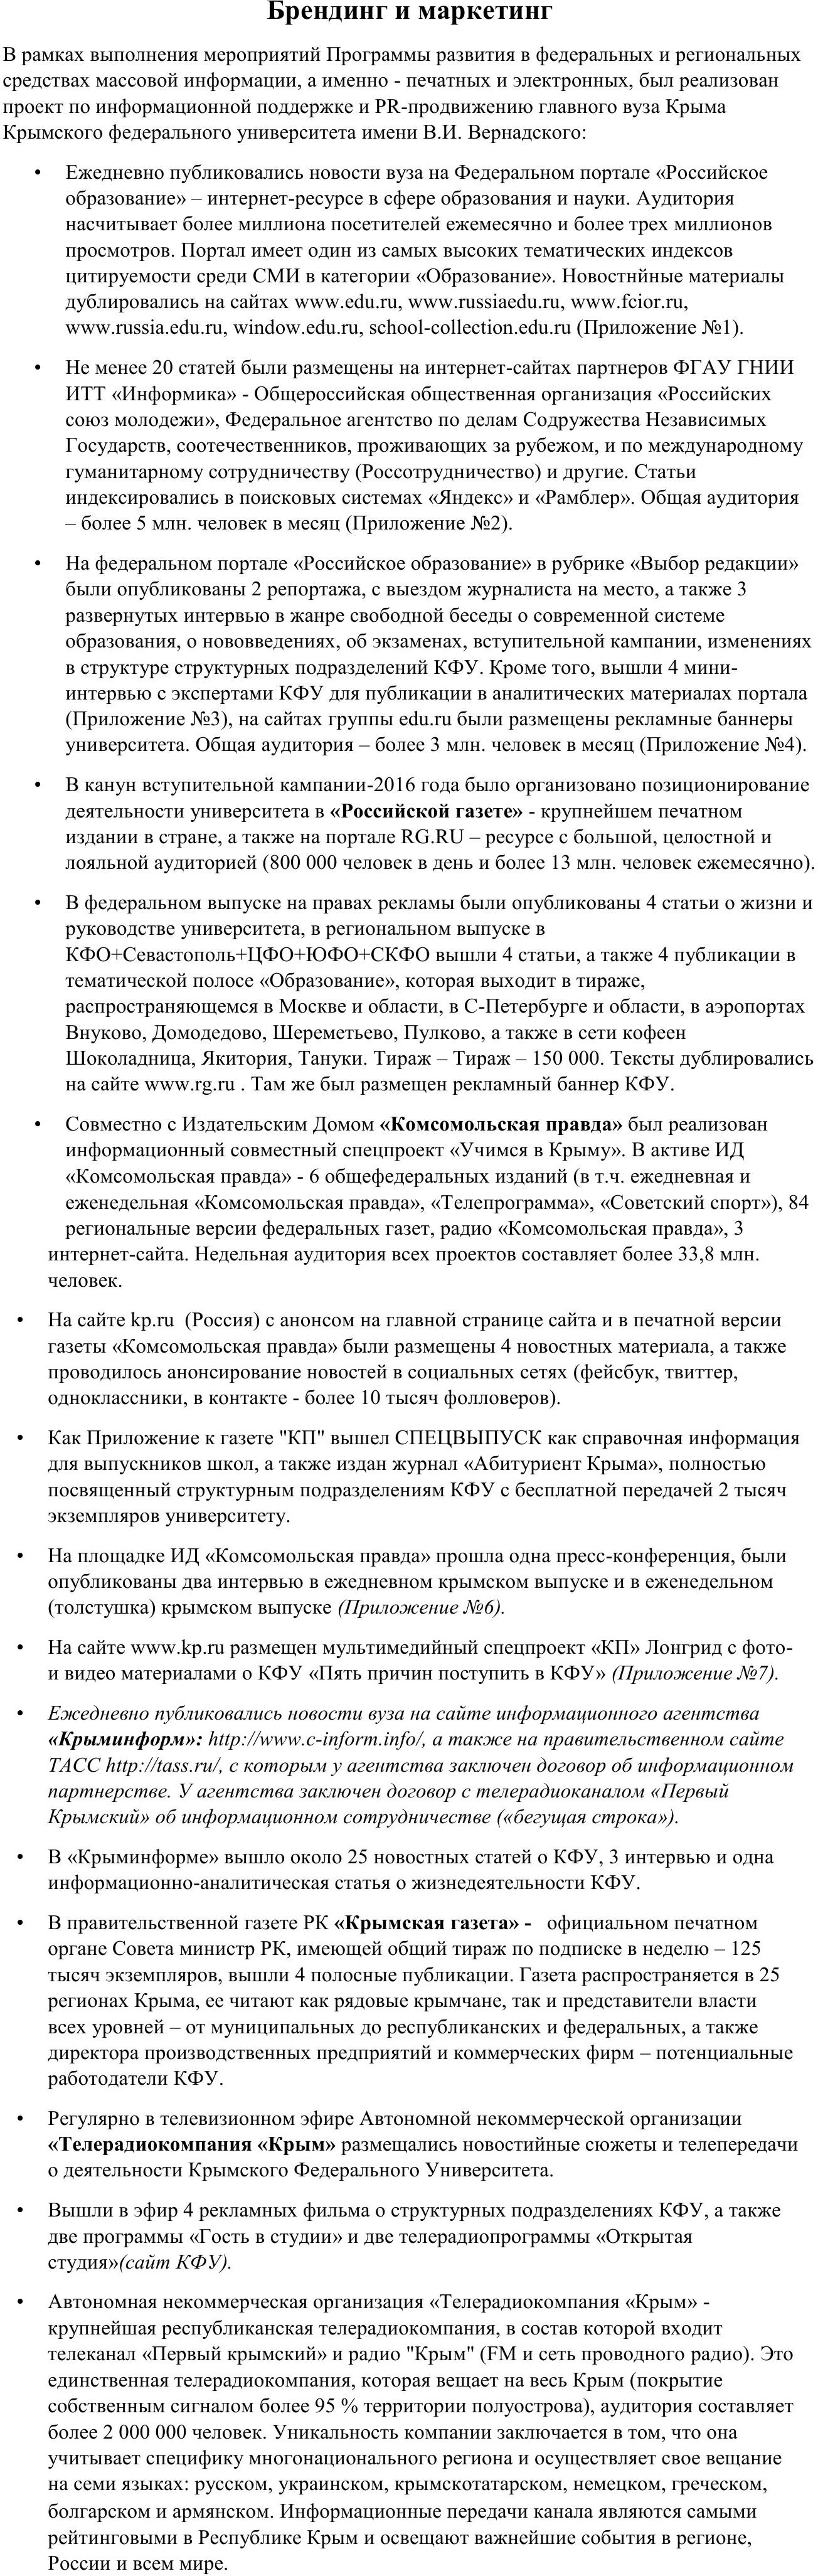 Брендинг и маркетинг
В рамках выполнения мероприятий Программы развития в федеральных и региональных
средствах массовой информации, а именно - печатных и электронных, был реализован
проект по информационной поддержке и PR-продвижению главного вуза Крыма
Крымского федерального университета имени В.И. Вернадского:
• Ежедневно публиковались новости вуза на Федеральном портале «Российское
образование» – интернет-ресурсе в сфере образования и науки. Аудитория
насчитывает более миллиона посетителей ежемесячно и более трех миллионов
просмотров. Портал имеет один из самых высоких тематических индексов
цитируемости среди СМИ в категории «Образование». Новостнйные материалы
дублировались на сайтах www.edu.ru, www.russiaedu.ru, www.fcior.ru,
www.russia.edu.ru, window.edu.ru, school-collection.edu.ru (Приложение №1).
• Не менее 20 статей были размещены на интернет-сайтах партнеров ФГАУ ГНИИ
ИТТ «Информика» - Общероссийская общественная организация «Российских
союз молодежи», Федеральное агентство по делам Содружества Независимых
Государств, соотечественников, проживающих за рубежом, и по международному
гуманитарному сотрудничеству (Россотрудничество) и другие. Статьи
индексировались в поисковых системах «Яндекс» и «Рамблер». Общая аудитория
– более 5 млн. человек в месяц (Приложение №2).
• На федеральном портале «Российское образование» в рубрике «Выбор редакции»
были опубликованы 2 репортажа, с выездом журналиста на место, а также 3
развернутых интервью в жанре свободной беседы о современной системе
образования, о нововведениях, об экзаменах, вступительной кампании, изменениях
в структуре структурных подразделений КФУ. Кроме того, вышли 4 мини-
интервью с экспертами КФУ для публикации в аналитических материалах портала
(Приложение №3), на сайтах группы edu.ru были размещены рекламные баннеры
университета. Общая аудитория – более 3 млн. человек в месяц (Приложение №4).
• В канун вступительной кампании-2016 года было организовано позиционирование
деятельности университета в «Российской газете» - крупнейшем печатном
издании в стране, а также на портале RG.RU – ресурсе с большой, целостной и
лояльной аудиторией (800 000 человек в день и более 13 млн. человек ежемесячно).
• В федеральном выпуске на правах рекламы были опубликованы 4 статьи о жизни и
руководстве университета, в региональном выпуске в
КФО+Севастополь+ЦФО+ЮФО+СКФО вышли 4 статьи, а также 4 публикации в
тематической полосе «Образование», которая выходит в тираже,
распространяющемся в Москве и области, в С-Петербурге и области, в аэропортах
Внуково, Домодедово, Шереметьево, Пулково, а также в сети кофеен
Шоколадница, Якитория, Тануки. Тираж – Тираж – 150 000. Тексты дублировались
на сайте www.rg.ru . Там же был размещен рекламный баннер КФУ.
• Совместно с Издательским Домом «Комсомольская правда» был реализован
информационный совместный спецпроект «Учимся в Крыму». В активе ИД
«Комсомольская правда» - 6 общефедеральных изданий (в т.ч. ежедневная и
еженедельная «Комсомольская правда», «Телепрограмма», «Советский спорт»), 84
региональные версии федеральных газет, радио «Комсомольская правда», 3
интернет-сайта. Недельная аудитория всех проектов составляет более 33,8 млн.
человек.
• На сайте kp.ru (Россия) с анонсом на главной странице сайта и в печатной версии
газеты «Комсомольская правда» были размещены 4 новостных материала, а также
проводилось анонсирование новостей в социальных сетях (фейсбук, твиттер,
одноклассники, в контакте - более 10 тысяч фолловеров).
• Как Приложение к газете "КП" вышел СПЕЦВЫПУСК как справочная информация
для выпускников школ, а также издан журнал «Абитуриент Крыма», полностью
посвященный структурным подразделениям КФУ с бесплатной передачей 2 тысяч
экземпляров университету.
• На площадке ИД «Комсомольская правда» прошла одна пресс-конференция, были
опубликованы два интервью в ежедневном крымском выпуске и в еженедельном
(толстушка) крымском выпуске (Приложение №6).
• На сайте www.kp.ru размещен мультимедийный спецпроект «КП» Лонгрид с фото-
и видео материалами о КФУ «Пять причин поступить в КФУ» (Приложение №7).
• Ежедневно публиковались новости вуза на сайте информационного агентства
«Крыминформ»: http://www.c-inform.info/, а также на правительственном сайте
ТАСС http://tass.ru/, с которым у агентства заключен договор об информационном
партнерстве. У агентства заключен договор с телерадиоканалом «Первый
Крымский» об информационном сотрудничестве («бегущая строка»).
• В «Крыминформе» вышло около 25 новостных статей о КФУ, 3 интервью и одна
информационно-аналитическая статья о жизнедеятельности КФУ.
• В правительственной газете РК «Крымская газета» - официальном печатном
органе Совета министр РК, имеющей общий тираж по подписке в неделю – 125
тысяч экземпляров, вышли 4 полосные публикации. Газета распространяется в 25
регионах Крыма, ее читают как рядовые крымчане, так и представители власти
всех уровней – от муниципальных до республиканских и федеральных, а также
директора производственных предприятий и коммерческих фирм – потенциальные
работодатели КФУ.
• Регулярно в телевизионном эфире Автономной некоммерческой организации
«Телерадиокомпания «Крым» размещались новостийные сюжеты и телепередачи
о деятельности Крымского Федерального Университета.
• Вышли в эфир 4 рекламных фильма о структурных подразделениях КФУ, а также
две программы «Гость в студии» и две телерадиопрограммы «Открытая
студия»(сайт КФУ).
• Автономная некоммерческая организация «Телерадиокомпания «Крым» -
крупнейшая республиканская телерадиокомпания, в состав которой входит
телеканал «Первый крымский» и радио "Крым" (FM и сеть проводного радио). Это
единственная телерадиокомпания, которая вещает на весь Крым (покрытие
собственным сигналом более 95 % территории полуострова), аудитория составляет
более 2 000 000 человек. Уникальность компании заключается в том, что она
учитывает специфику многонационального региона и осуществляет свое вещание
на семи языках: русском, украинском, крымскотатарском, немецком, греческом,
болгарском и армянском. Информационные передачи канала являются самыми
рейтинговыми в Республике Крым и освещают важнейшие события в регионе,
России и всем мире.